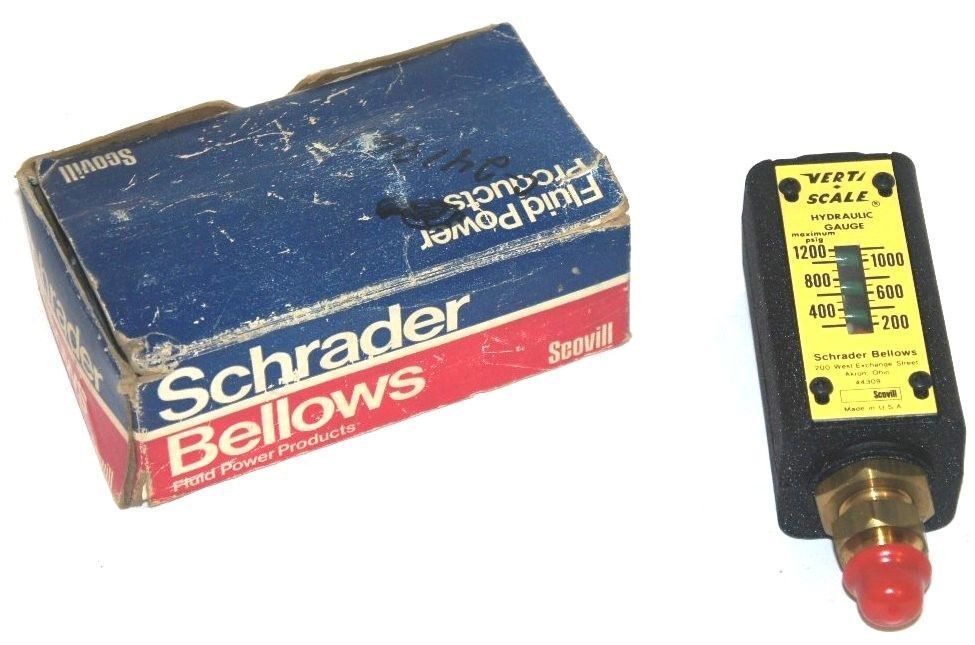 Scovill
Fluid Power
Products
Schrader
Bellows
Fluid Power Products
Scovill
VERTI
SCALE®
HYDRAULIC
GAUGE
maximum
psig
1200
1000
800
600
400
200
Schrader Bellows
200 West Exchange Street
Akron, Ohio
44309
Scovill
Made in U.S.A